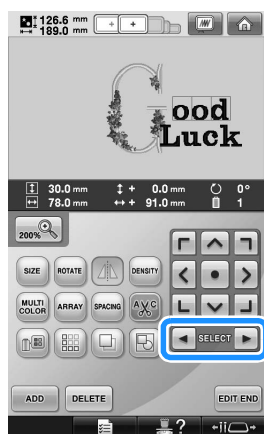 126.6 mm
189.0 mm
Good
Luck
30.0 mm + 0.0 mm 0°
78.0 mm + 91.0 mm 1
200%
SIZE ROTATE DENSITY
MULTI COLOR ARRAY SPACING A C
SELECT
ADD DELETE EDIT END
?